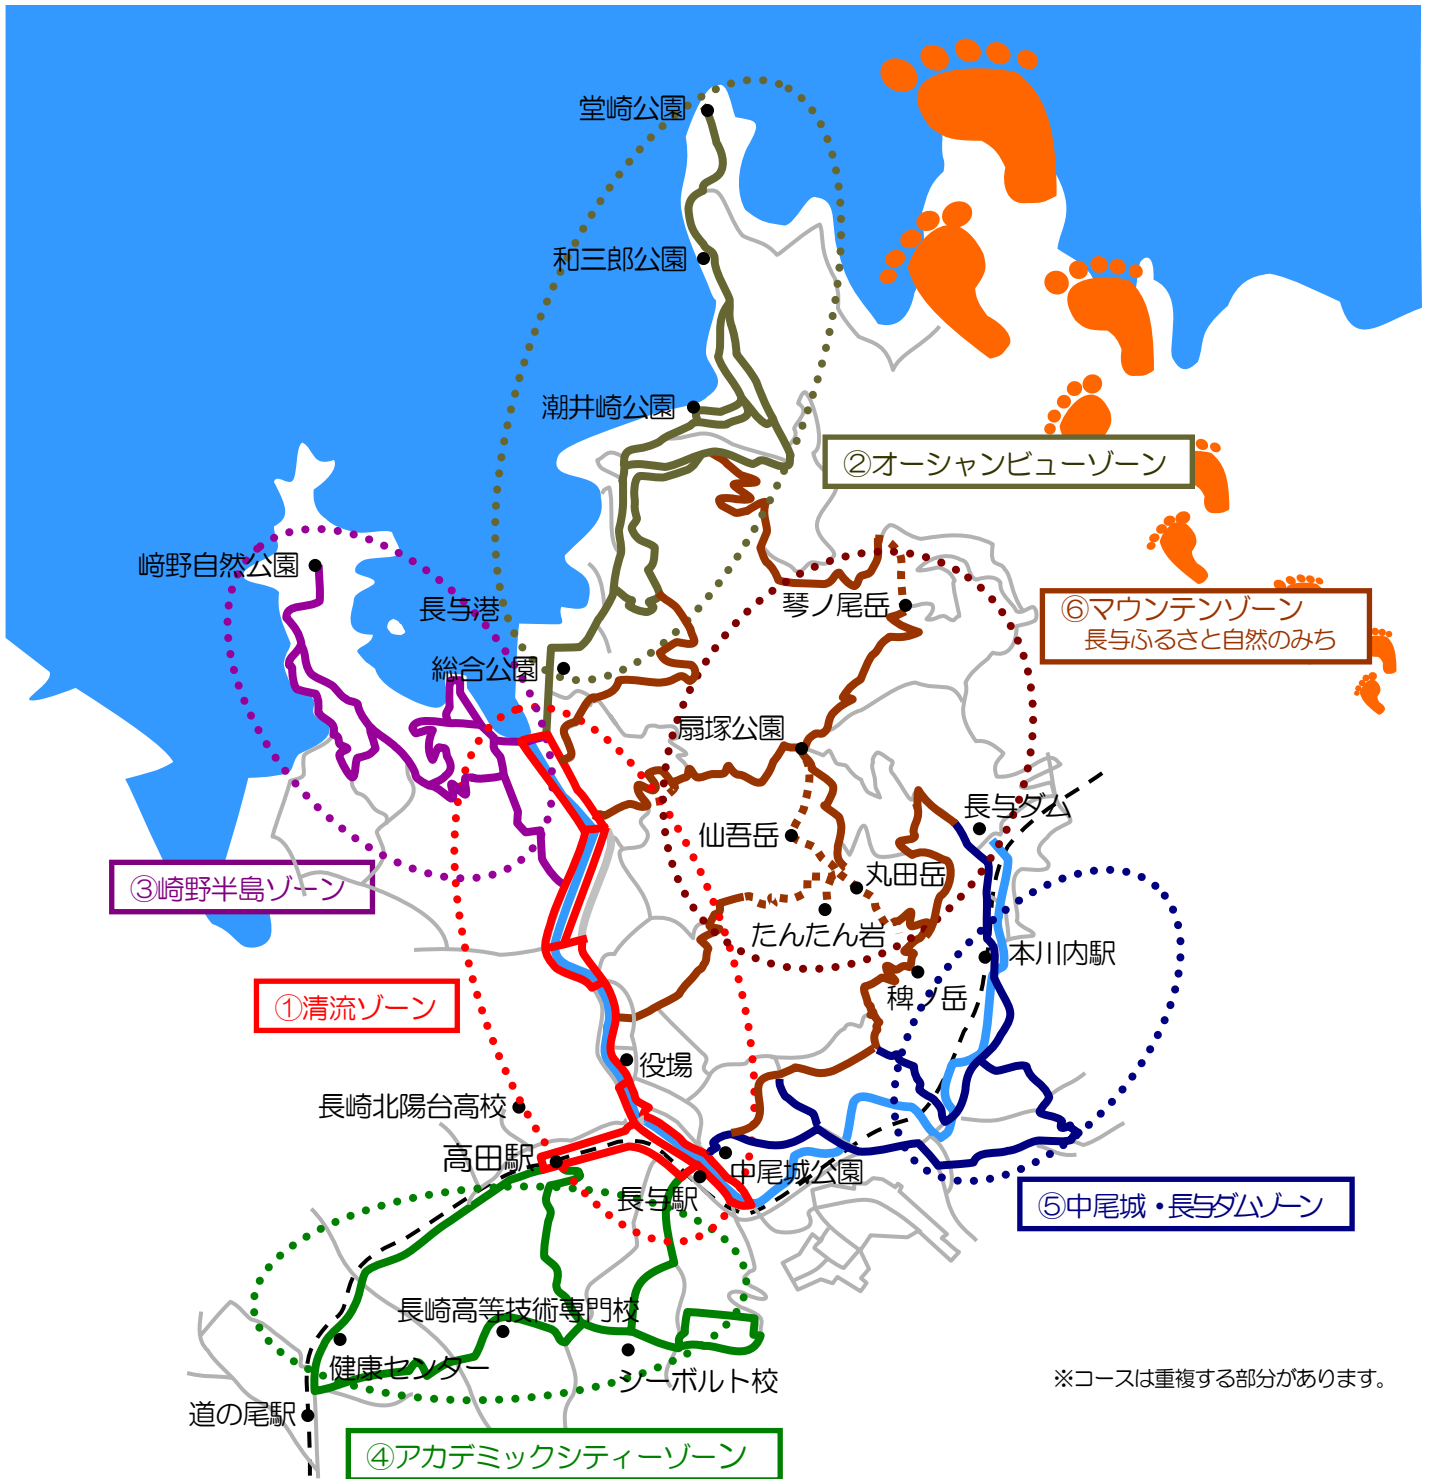 堂崎公園
和三郎公園
潮井崎公園
②オーシャンビューゾーン
﨑野自然公園
長与港
琴ノ尾岳
⑥マウンテンゾーン
長与ふるさと自然のみち
総合公園
扇塚公園
長与ダム
仙吾岳
丸田岳
③崎野半島ゾーン
たんたん岩
本川内駅
稗ノ岳
①清流ゾーン
役場
長崎北陽台高校
高田駅
中尾城公園
長与駅
⑤中尾城・長与ダムゾーン
長崎高等技術専門校
健康センター
シーボルト校
※コースは重複する部分があります。
道の尾駅
④アカデミックシティーゾーン